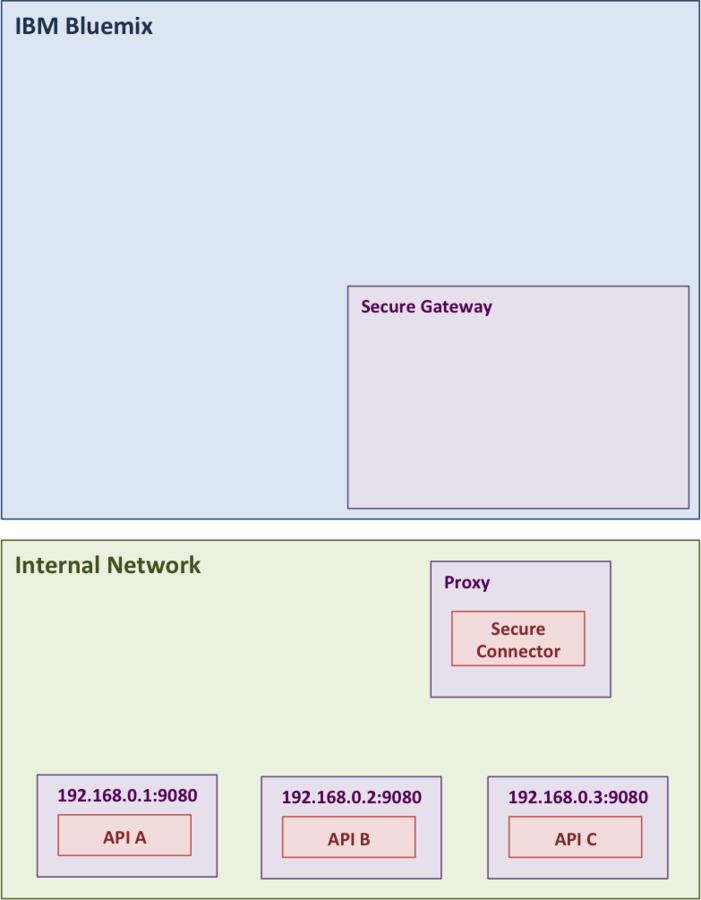 IBM Bluemix
Secure Gateway
Internal Network
Proxy
Secure
Connector
192.168.0.1:9080
API A
192.168.0.2:9080
API B
192.168.0.3:9080
API C